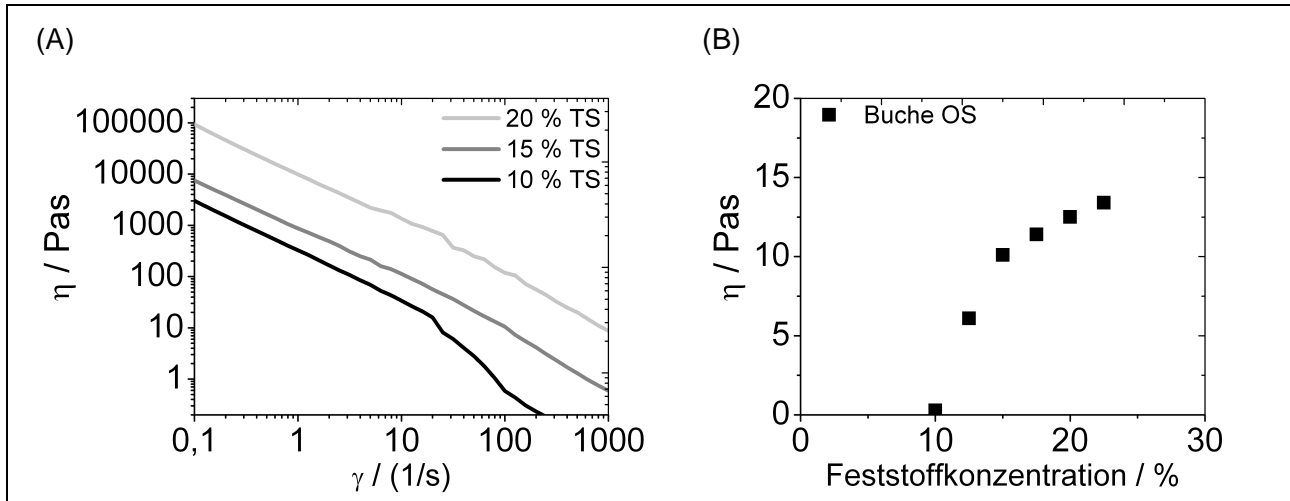 (A)
η / Pas
100000
10000
1000
100
10
1
0,1
1
10
100
1000
γ / (1/s)
20 % TS
15 % TS
10 % TS
(B)
η / Pas
20
15
10
5
0
0
10
20
30
Feststoffkonzentration / %
Buche OS